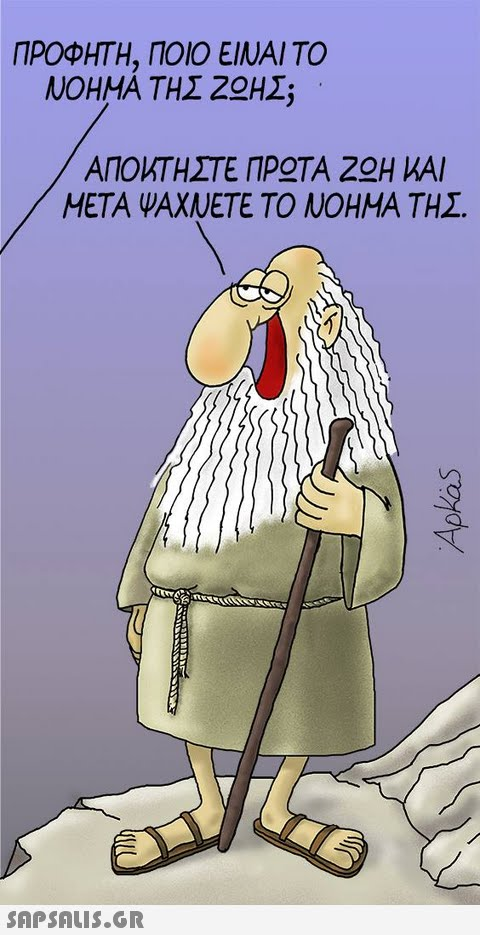 ΠΡΟΦΗΤΗ, ΠΟΙΟ ΕΙΝΑΙ ΤΟ
ΝΟΗΜΑ ΤΗΣ ΖΩΗΣ;
ΑΠΟΚΤΗΣΤΕ ΠΡΩΤΑ ΖΩΗ ΚΑΙ
ΜΕΤΑ ΨΑΧΝΕΤΕ ΤΟ ΝΟΗΜΑ ΤΗΣ.
Αρκάς
SAPSALIS.GR